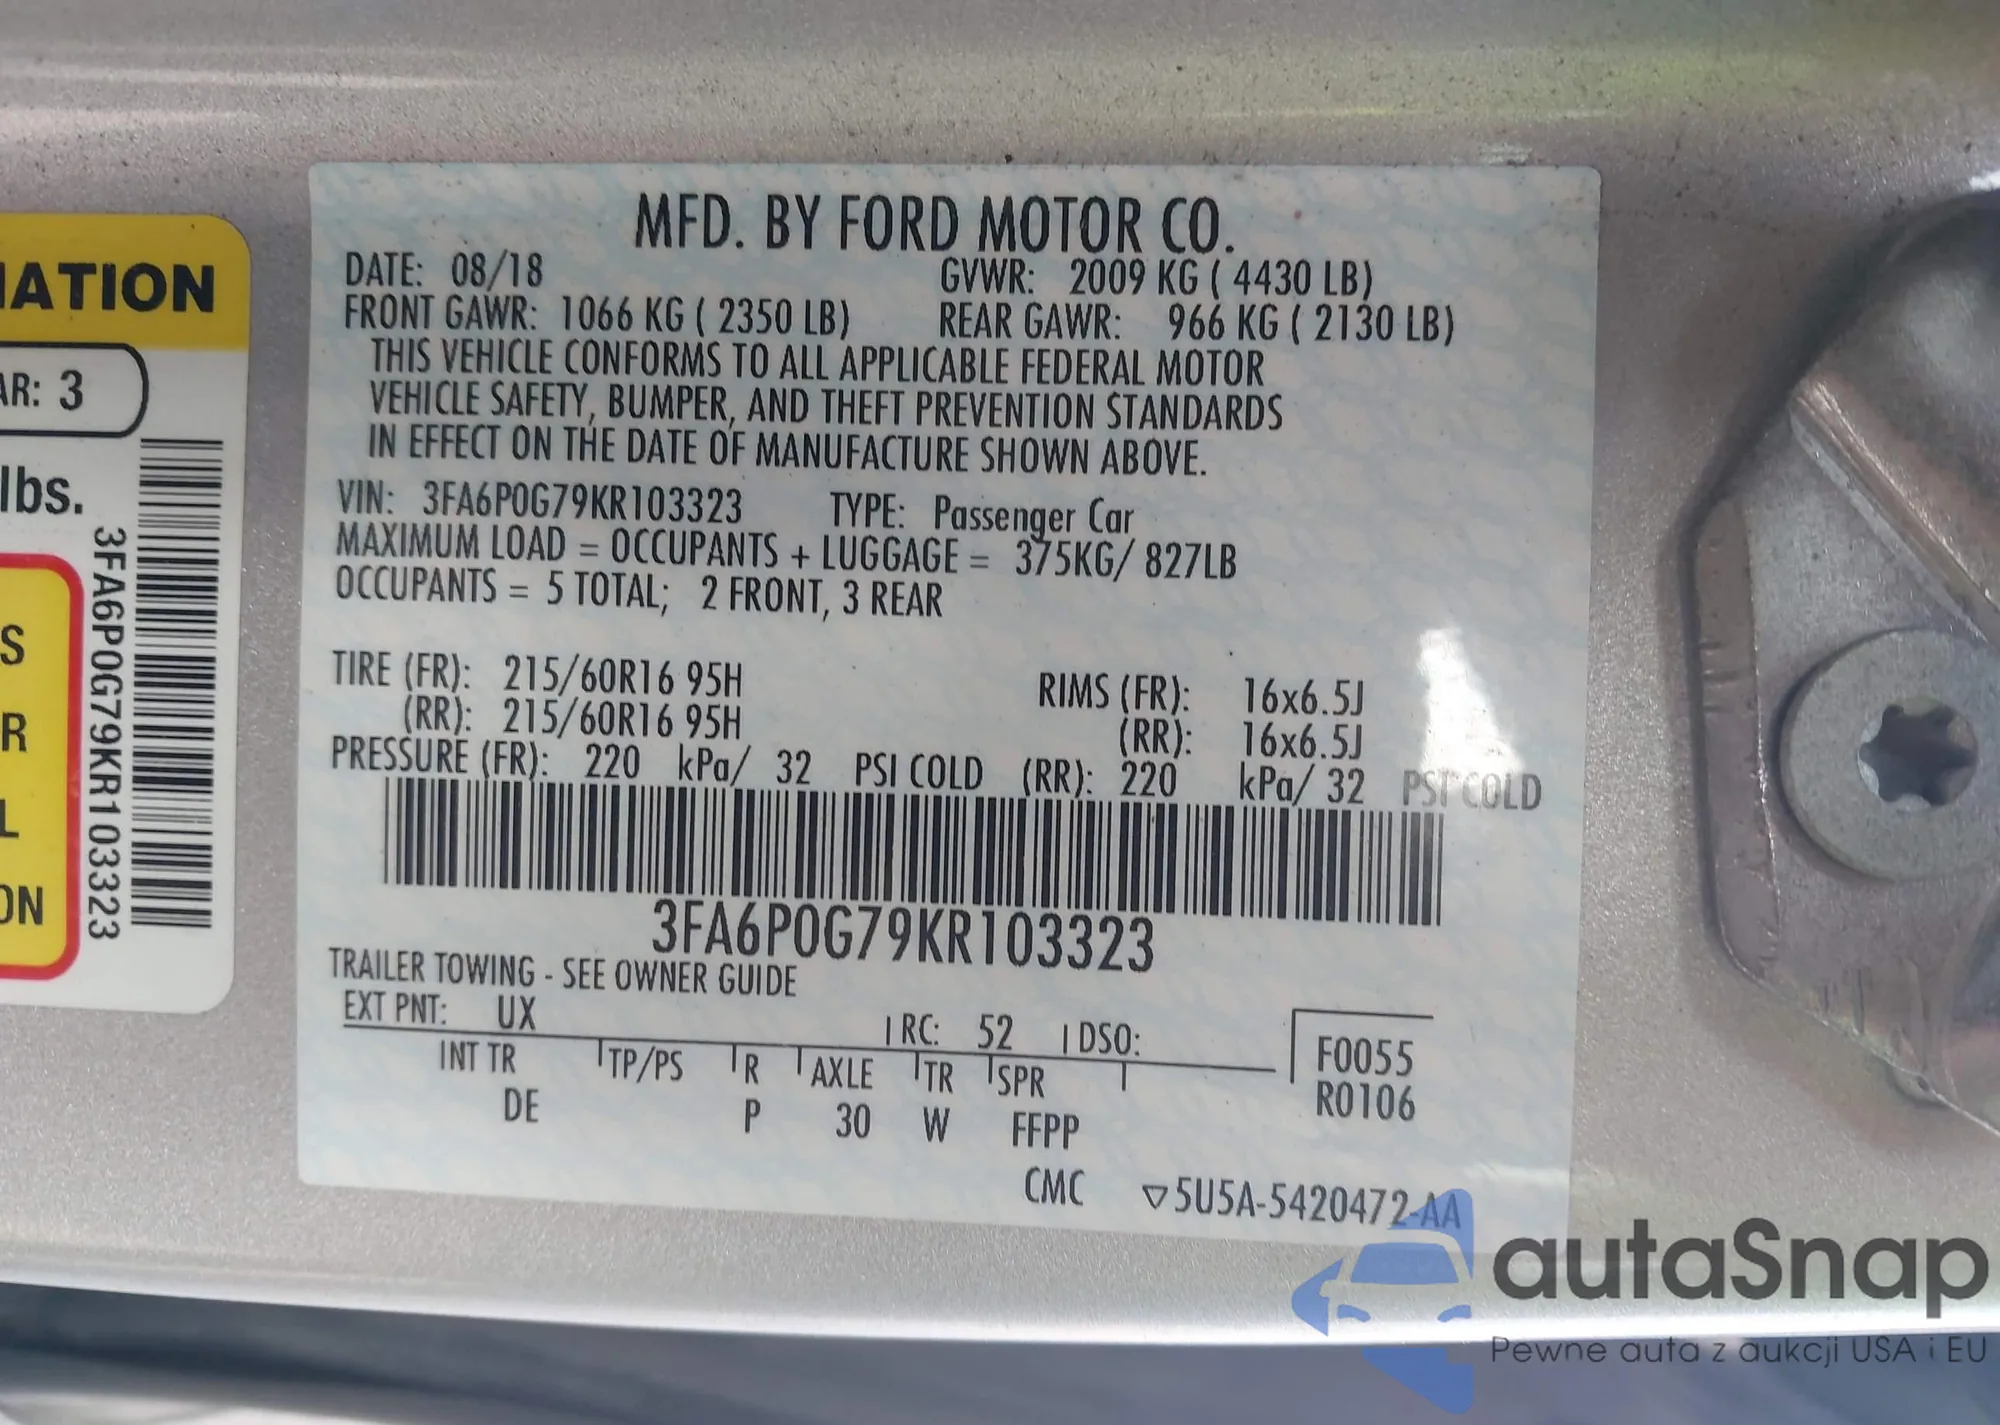 MFD. BY FORD MOTOR CO.
DATE: 08/18 GVWR: 2009 KG ( 4430 LB)
FRONT GAWR: 1066 KG ( 2350 LB) REAR GAWR: 966 KG ( 2130 LB)
THIS VEHICLE CONFORMS TO ALL APPLICABLE FEDERAL MOTOR
VEHICLE SAFETY, BUMPER, AND THEFT PREVENTION STANDARDS
IN EFFECT ON THE DATE OF MANUFACTURE SHOWN ABOVE.
VIN: 3FA6P0G79KR103323 TYPE: Passenger Car
MAXIMUM LOAD = OCCUPANTS + LUGGAGE = 375KG/ 827LB
OCCUPANTS = 5 TOTAL; 2 FRONT, 3 REAR
TIRE (FR): 215/60R16 95H RIMS (FR): 16x6.5J
(RR): 215/60R16 95H (RR): 16x6.5J
PRESSURE (FR): 220 kPa/ 32 PSI COLD (RR): 220 kPa/ 32 PSI COLD
3FA6P0G79KR103323
TRAILER TOWING - SEE OWNER GUIDE
EXT PNT: UX RC: 52 DSO:
INT TR TP/PS R AXLE TR SPR
DE P 30 W FFPP
F0055
R0106
CMC ▽5U5A-5420472-AA
IATION
AR: 3
lbs.
3FA6P0G79KR103323
S
R
L
ON
autaSnap
Pewne auta z aukcji USA i EU